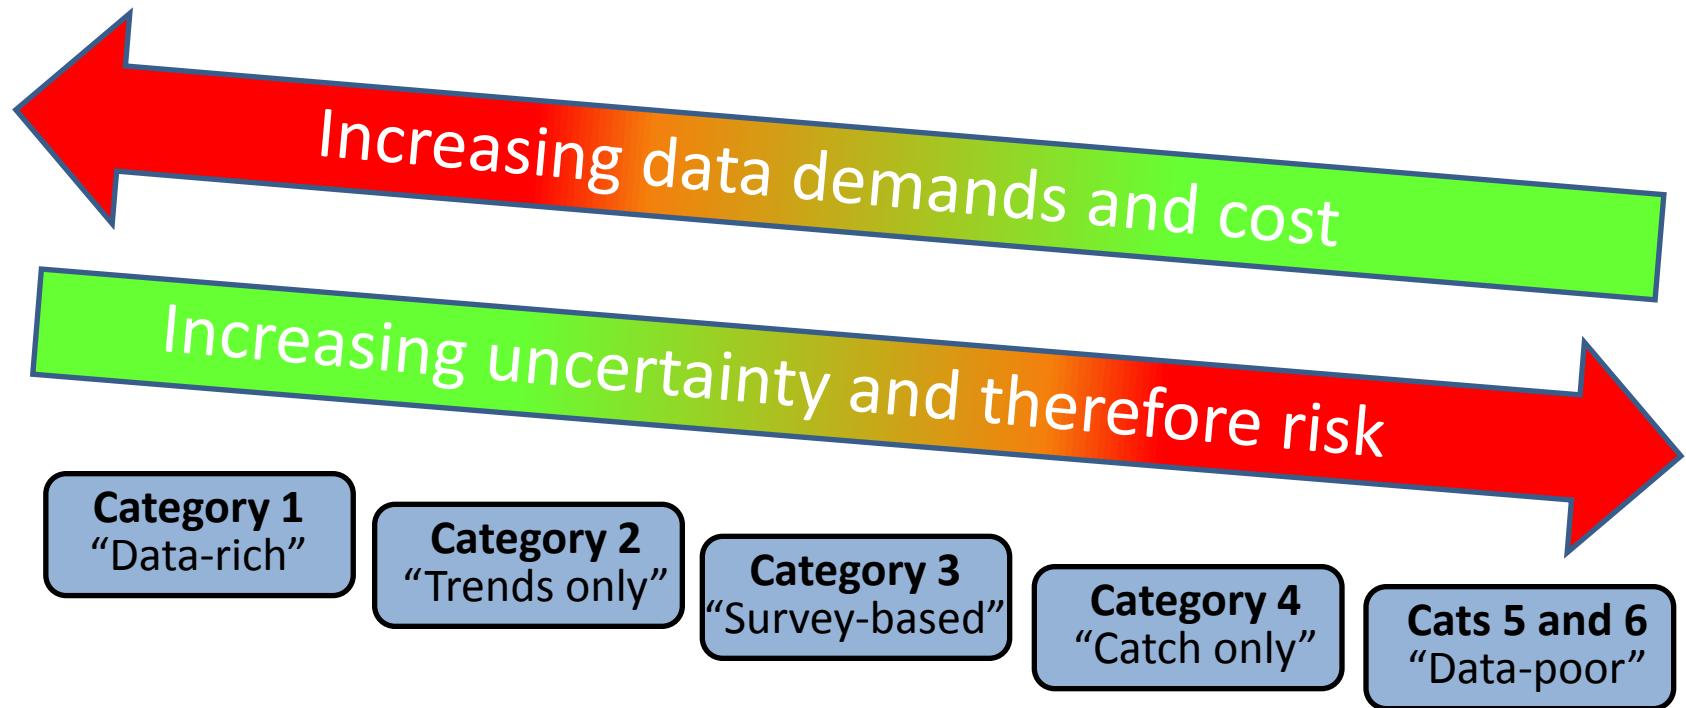 Increasing data demands and cost
Increasing uncertainty and therefore risk
Category 1
“Data-rich”
Category 2
“Trends only”
Category 3
“Survey-based”
Category 4
“Catch only”
Cats 5 and 6
“Data-poor”